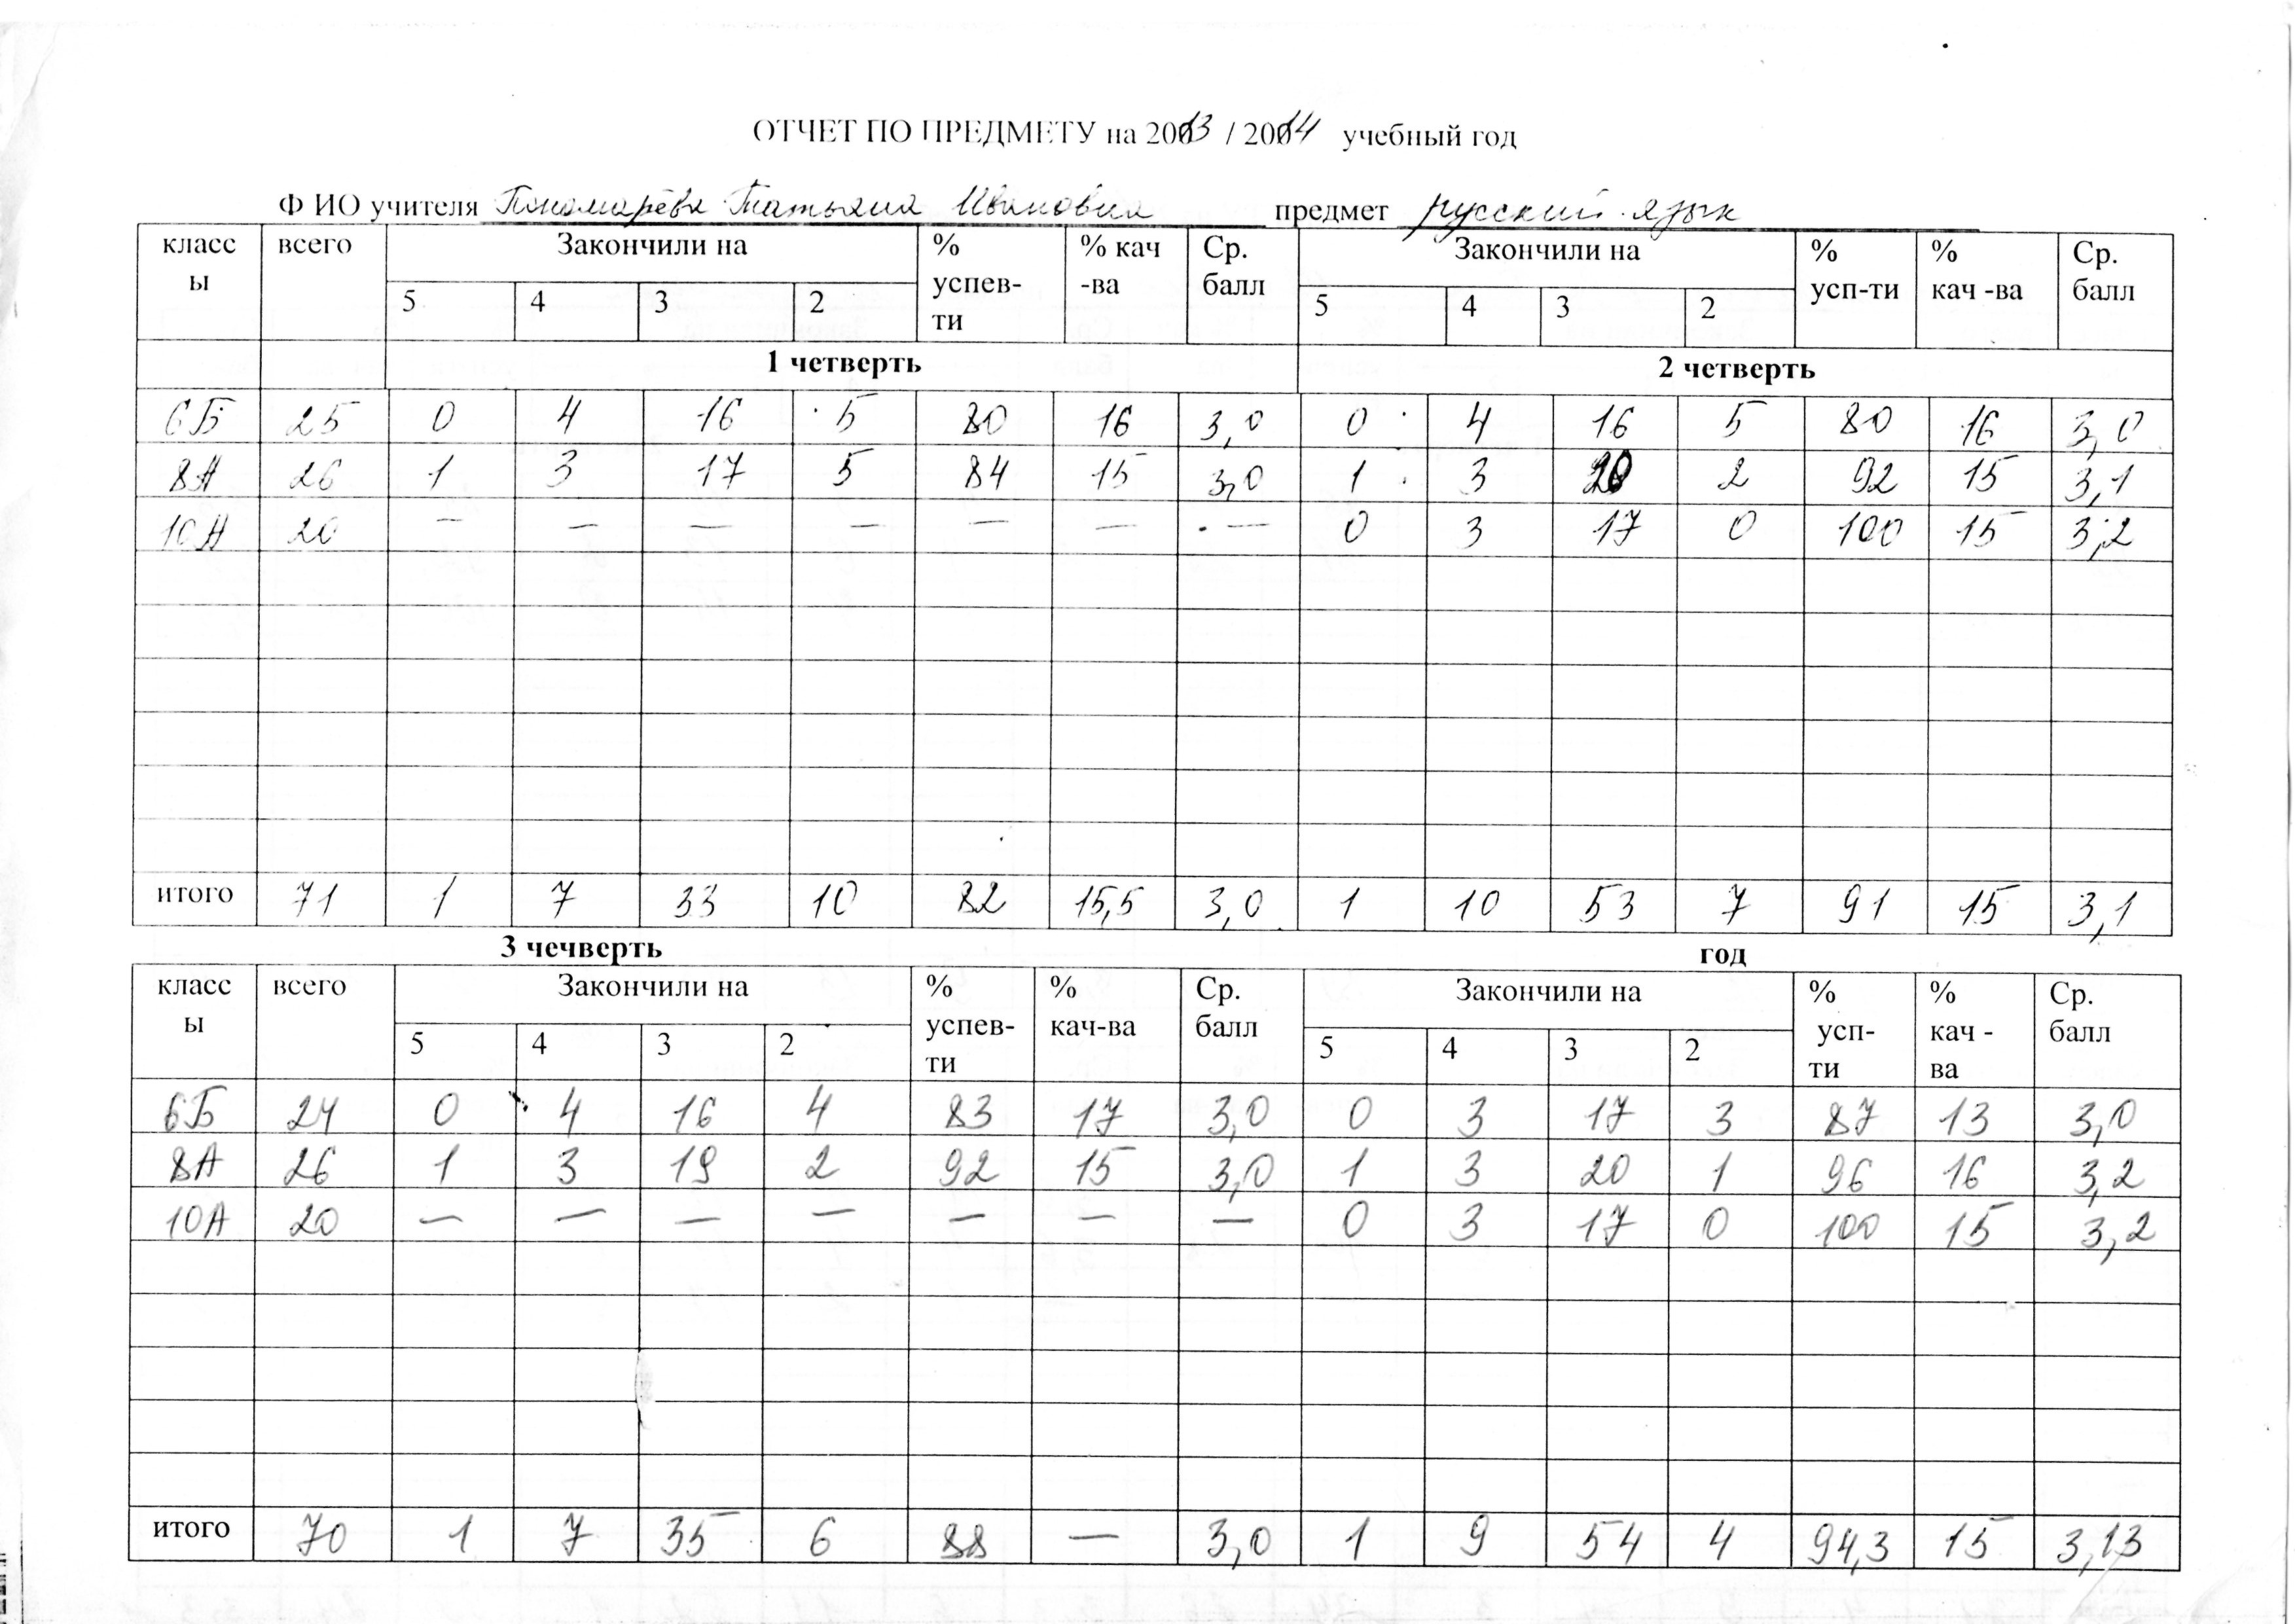 ОТЧЕТ ПО ПРЕДМЕТУ на 2013 / 2014 учебный год
Ф ИО учителя Пономарёва Татьяна Ивановна предмет русский язык
класс всего Закончили на % % кач Ср. Закончили на % % Ср.
ы 5 4 3 2 успев- -ва балл 5 4 3 2 усп-ти кач -ва балл
ти
1 четверть 2 четверть
6Б 25 0 4 16 5 80 16 3,0 0 4 16 5 80 16 3,0
8А 26 1 3 17 5 84 15 3,0 1 3 20 2 92 15 3,1
10А 20 — — — — — — — 0 3 17 0 100 15 3,2
итого 71 1 7 33 10 82 15,5 3,0 1 10 53 7 91 15 3,1
3 чечверть год
класс всего Закончили на % % Ср. Закончили на % % Ср.
ы 5 4 3 2 успев- кач-ва балл 5 4 3 2 усп- кач - балл
ти ти ва
6Б 24 0 4 16 4 83 17 3,0 0 3 17 3 87 13 3,0
8А 26 1 3 19 2 92 15 3,0 1 3 20 1 96 16 3,2
10А 20 — — — — — — — 0 3 17 0 100 15 3,2
итого 70 1 7 35 6 88 — 3,0 1 9 54 4 94,3 15 3,13